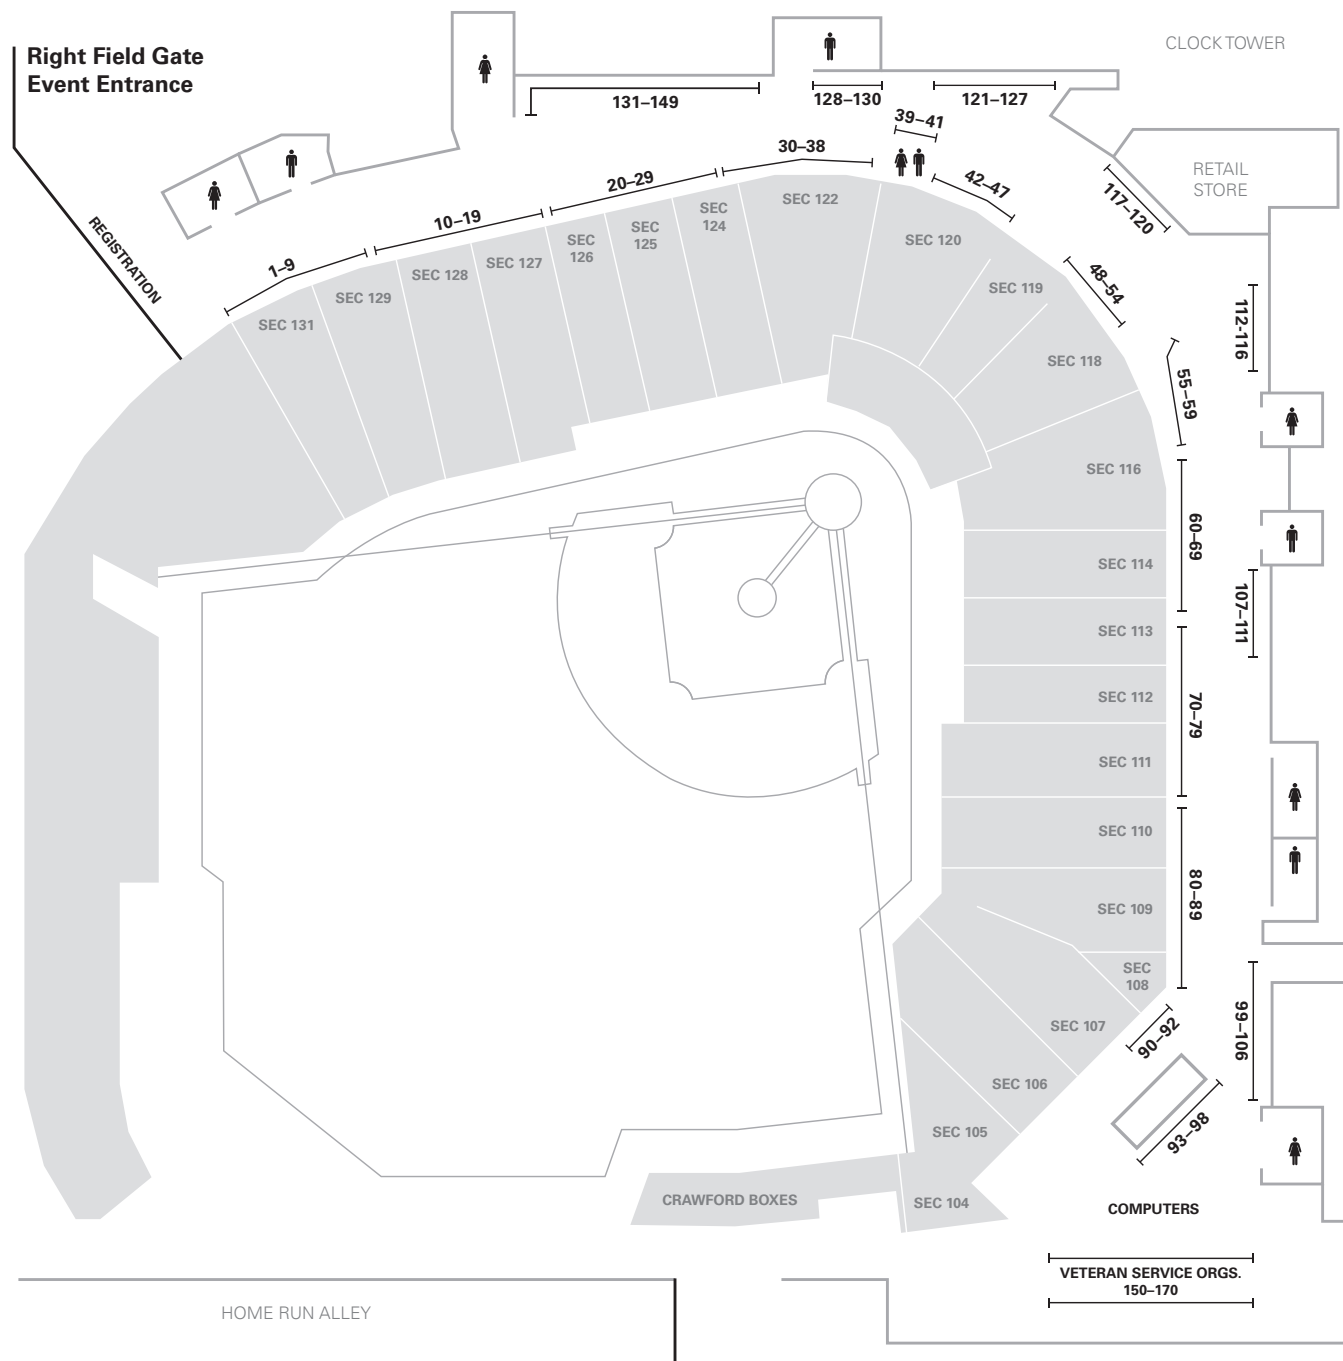 Right Field Gate
Event Entrance
CLOCK TOWER
131–149
128–130
121–127
39–41
30–38
RETAIL
STORE
42–47
117–120
20–29
10–19
1–9
REGISTRATION
SEC 122
SEC
124
SEC
125
SEC
126
SEC 127
SEC 128
SEC 129
SEC 131
SEC 120
SEC 119
SEC 118
48–54
112-116
55–59
SEC 116
60–69
SEC 114
107–111
SEC 113
SEC 112
70–79
SEC 111
SEC 110
80–89
SEC 109
SEC
108
SEC 107
90–92
99–106
SEC 106
93–98
SEC 105
CRAWFORD BOXES
SEC 104
COMPUTERS
VETERAN SERVICE ORGS.
150–170
HOME RUN ALLEY